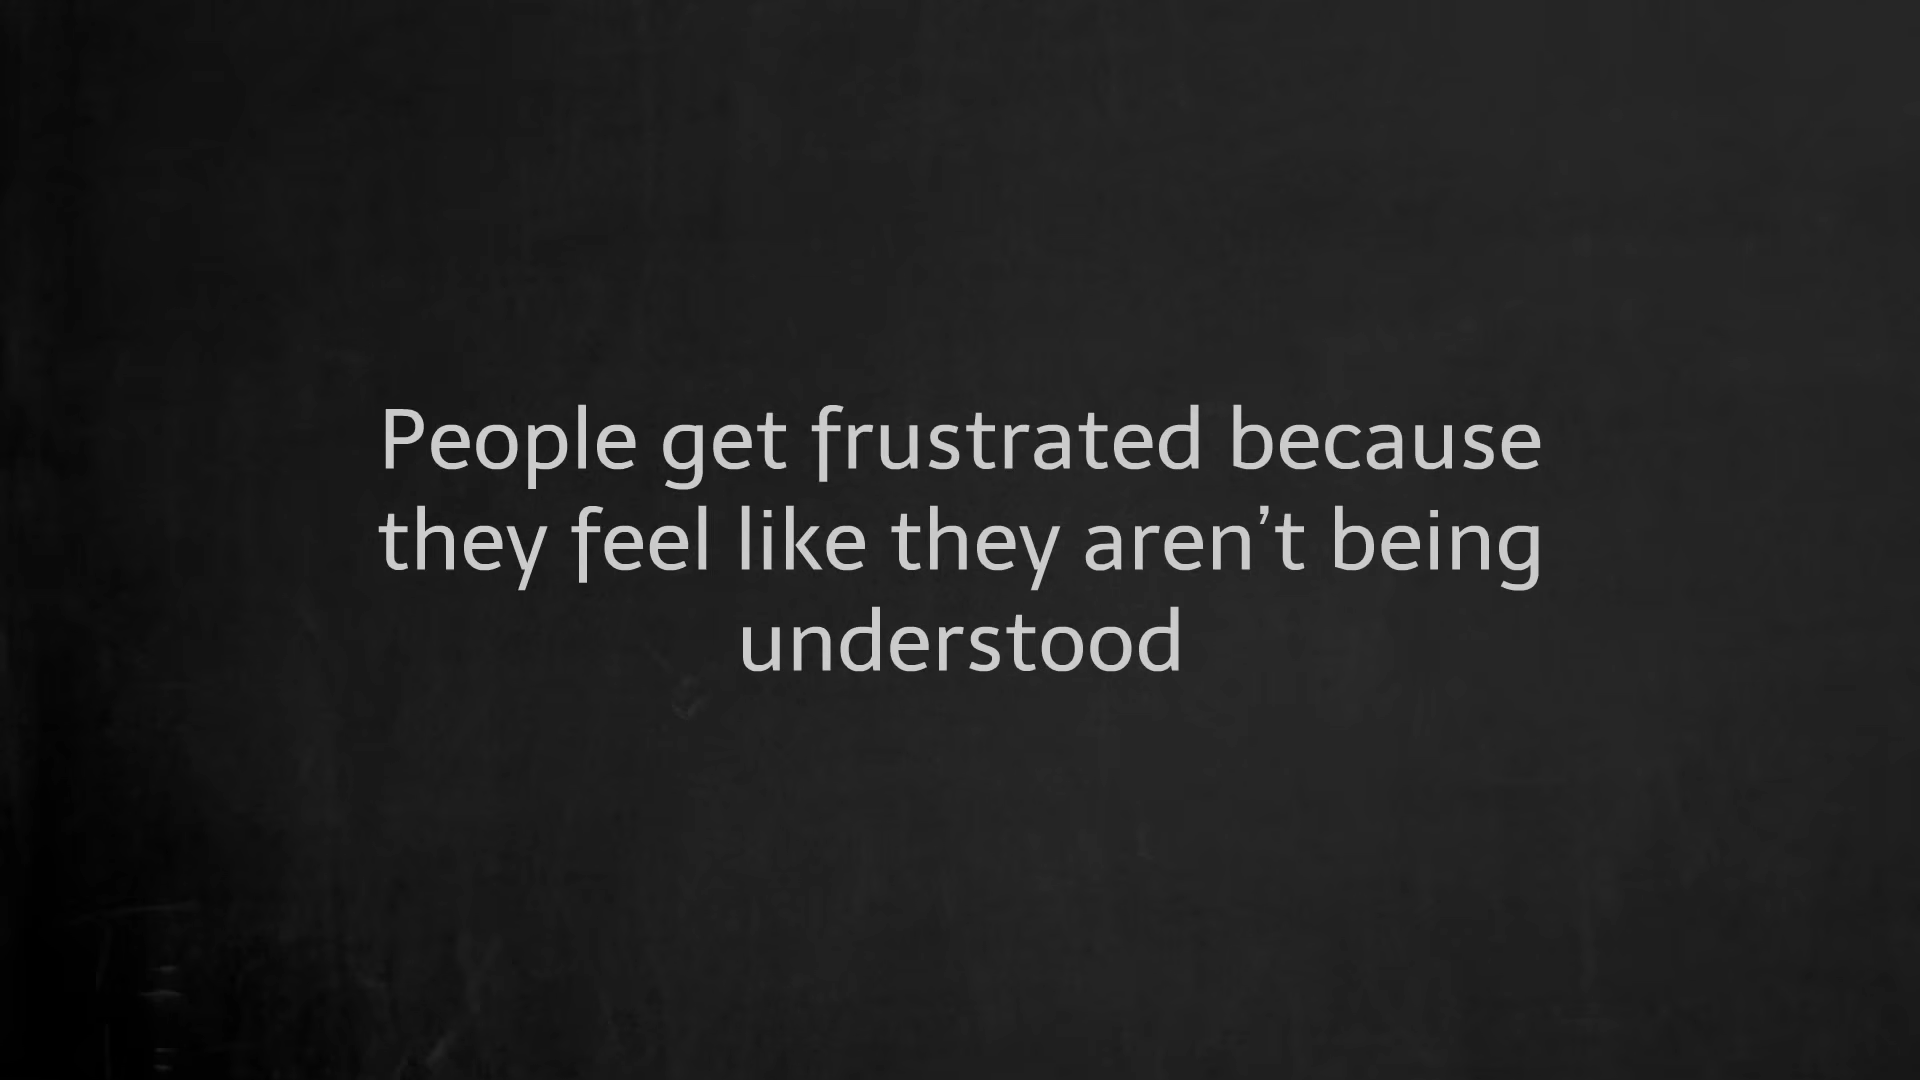 People get frustrated because
they feel like they aren’t being
understood